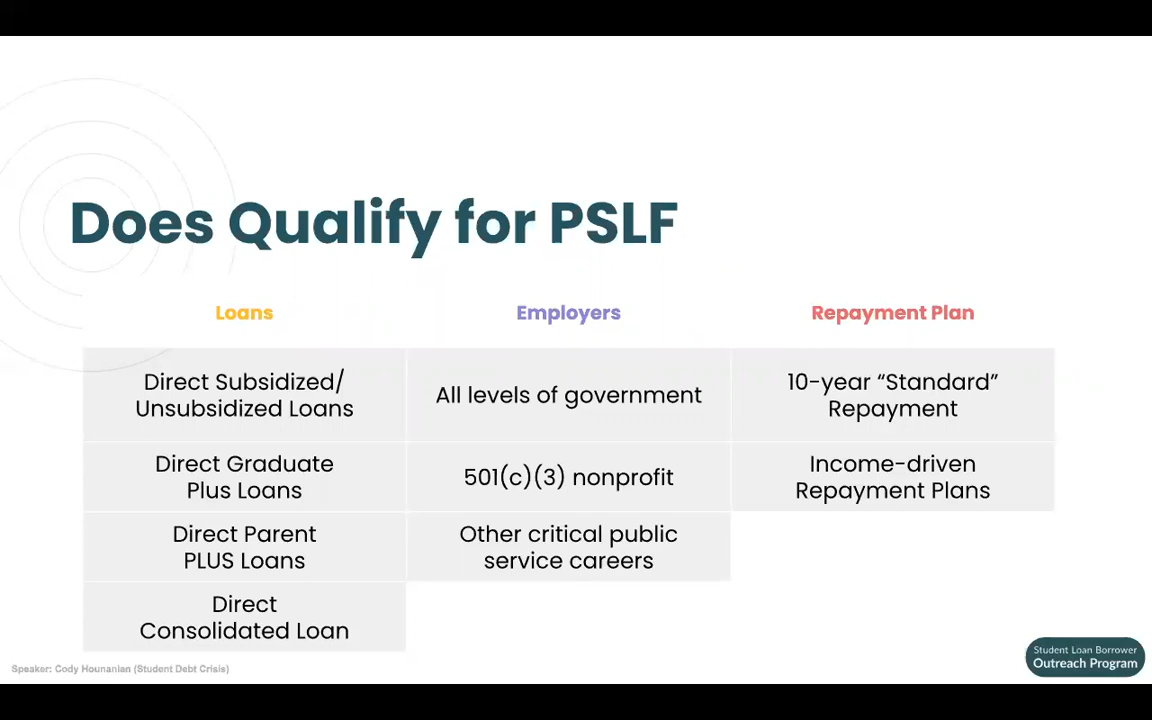 Does Qualify for PSLF
Loans
Employers
Repayment Plan
Direct Subsidized/
Unsubsidized Loans
All levels of government
10-year “Standard”
Repayment
Direct Graduate
Plus Loans
501(c)(3) nonprofit
Income-driven
Repayment Plans
Direct Parent
PLUS Loans
Other critical public
service careers
Direct
Consolidated Loan
Speaker: Cody Hounanian (Student Debt Crisis)
Student Loan Borrower
Outreach Program